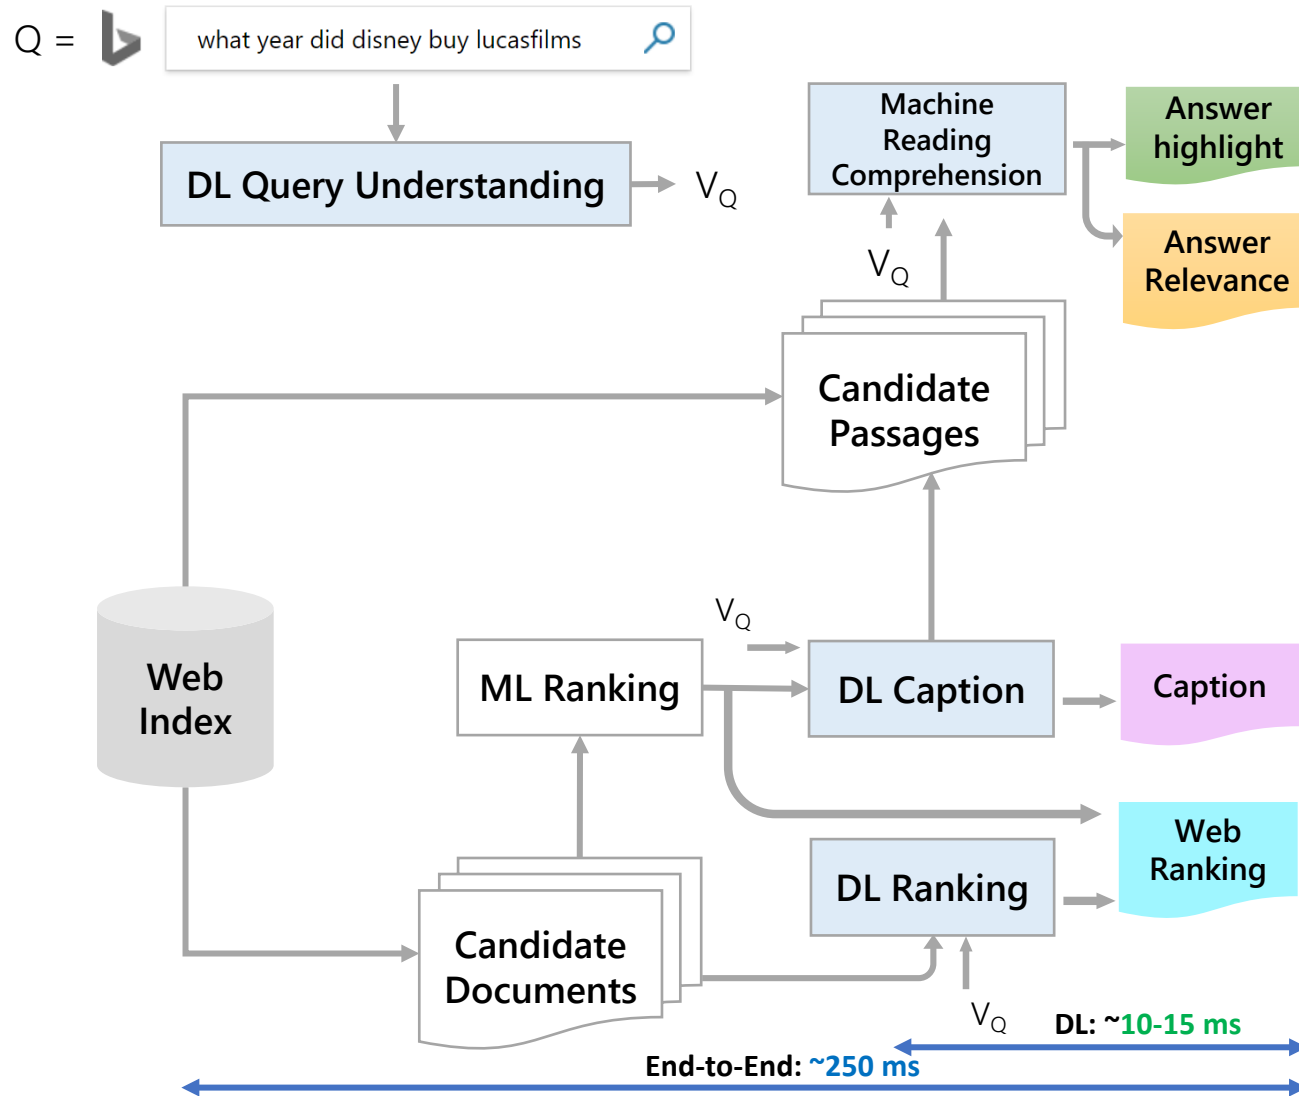 Q =
what year did disney buy lucasfilms
DL Query Understanding
VQ
Machine
Reading
Comprehension
Answer
highlight
Answer
Relevance
VQ
Candidate
Passages
Web
Index
VQ
ML Ranking
DL Caption
Caption
Web
Ranking
DL Ranking
Candidate
Documents
VQ
DL: ~10-15 ms
End-to-End: ~250 ms